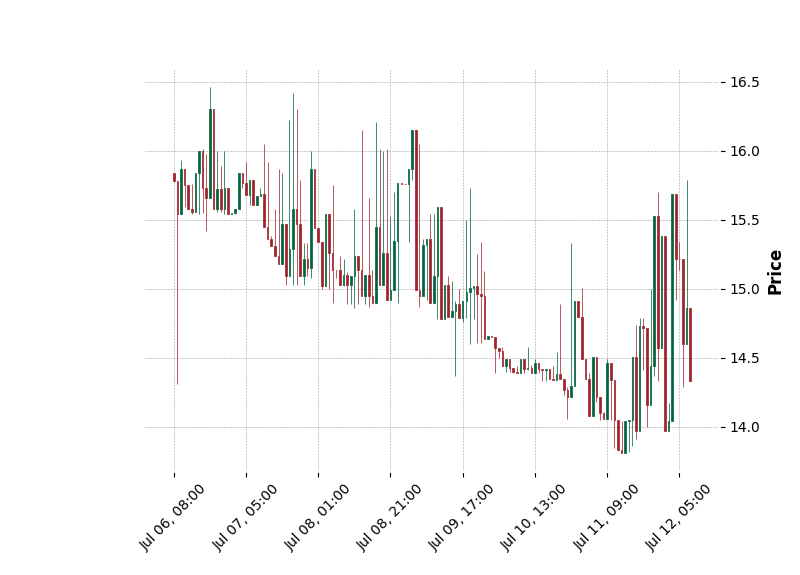 16.5
16.0
15.5
15.0
14.5
14.0
Price
Jul 06, 08:00
Jul 07, 05:00
Jul 08, 01:00
Jul 08, 21:00
Jul 09, 17:00
Jul 10, 13:00
Jul 11, 09:00
Jul 12, 05:00